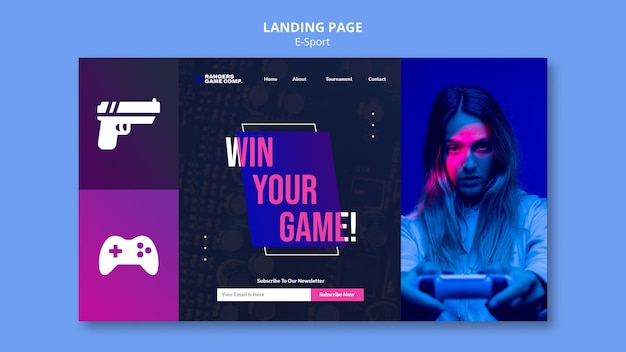 LANDING PAGE
E-Sport
RANGERS
GAME COMP.
Home About Tournament Contact
WIN
YOUR
GAME!
Subscribe To Our Newsletter
Your Email Is Here Subscribe Now